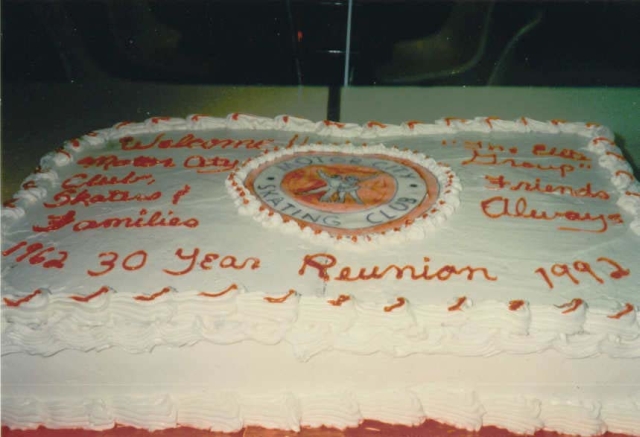 Welcome
Motor City
Club,
Skaters &
Families
MOTOR CITY
SKATING CLUB
"The Elite
Group"
Friends
Always
1962 30 Year Reunion 1992